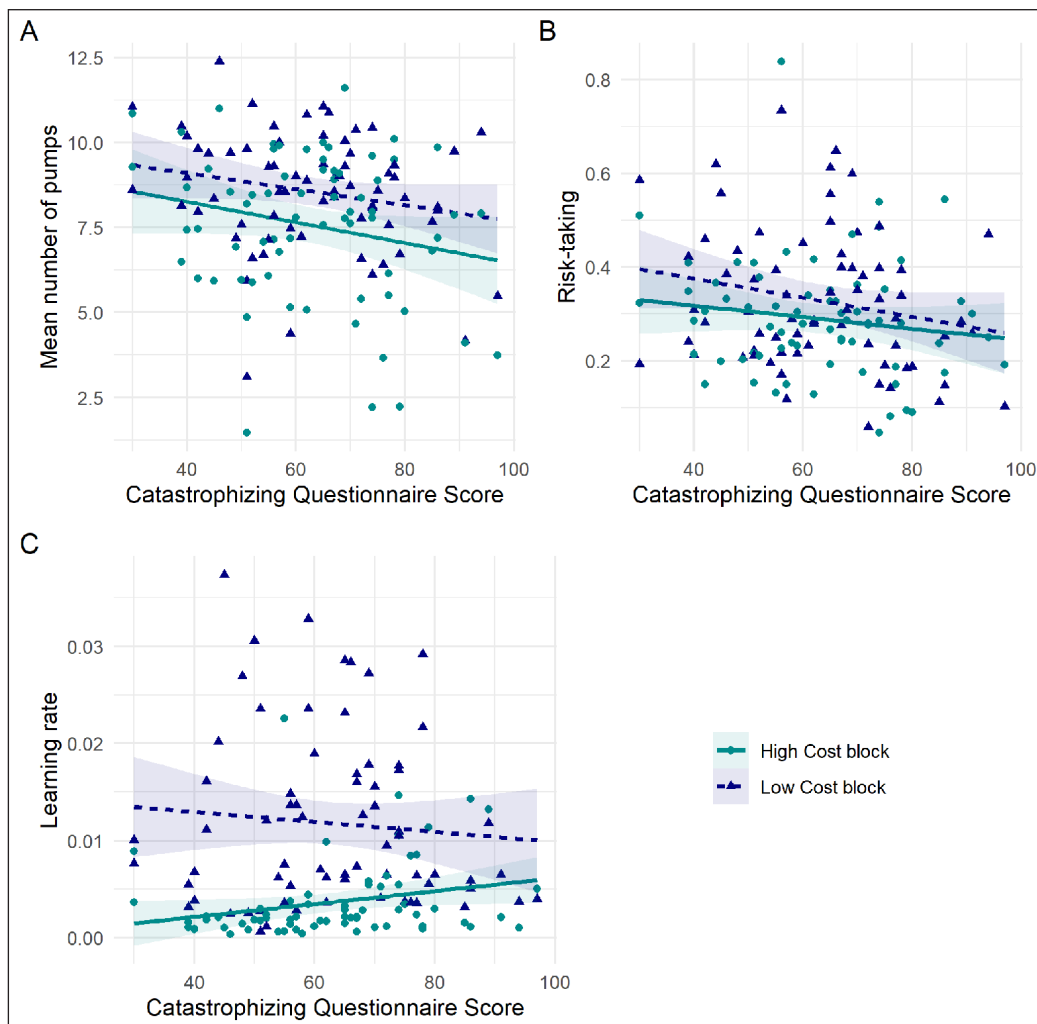 A
B
Mean number of pumps
12.5
10.0
7.5
5.0
2.5
40
60
80
100
Catastrophizing Questionnaire Score
Risk-taking
0.8
0.6
0.4
0.2
40
60
80
100
Catastrophizing Questionnaire Score
C
Learning rate
0.03
0.02
0.01
0.00
40
60
80
100
Catastrophizing Questionnaire Score
High Cost block
Low Cost block